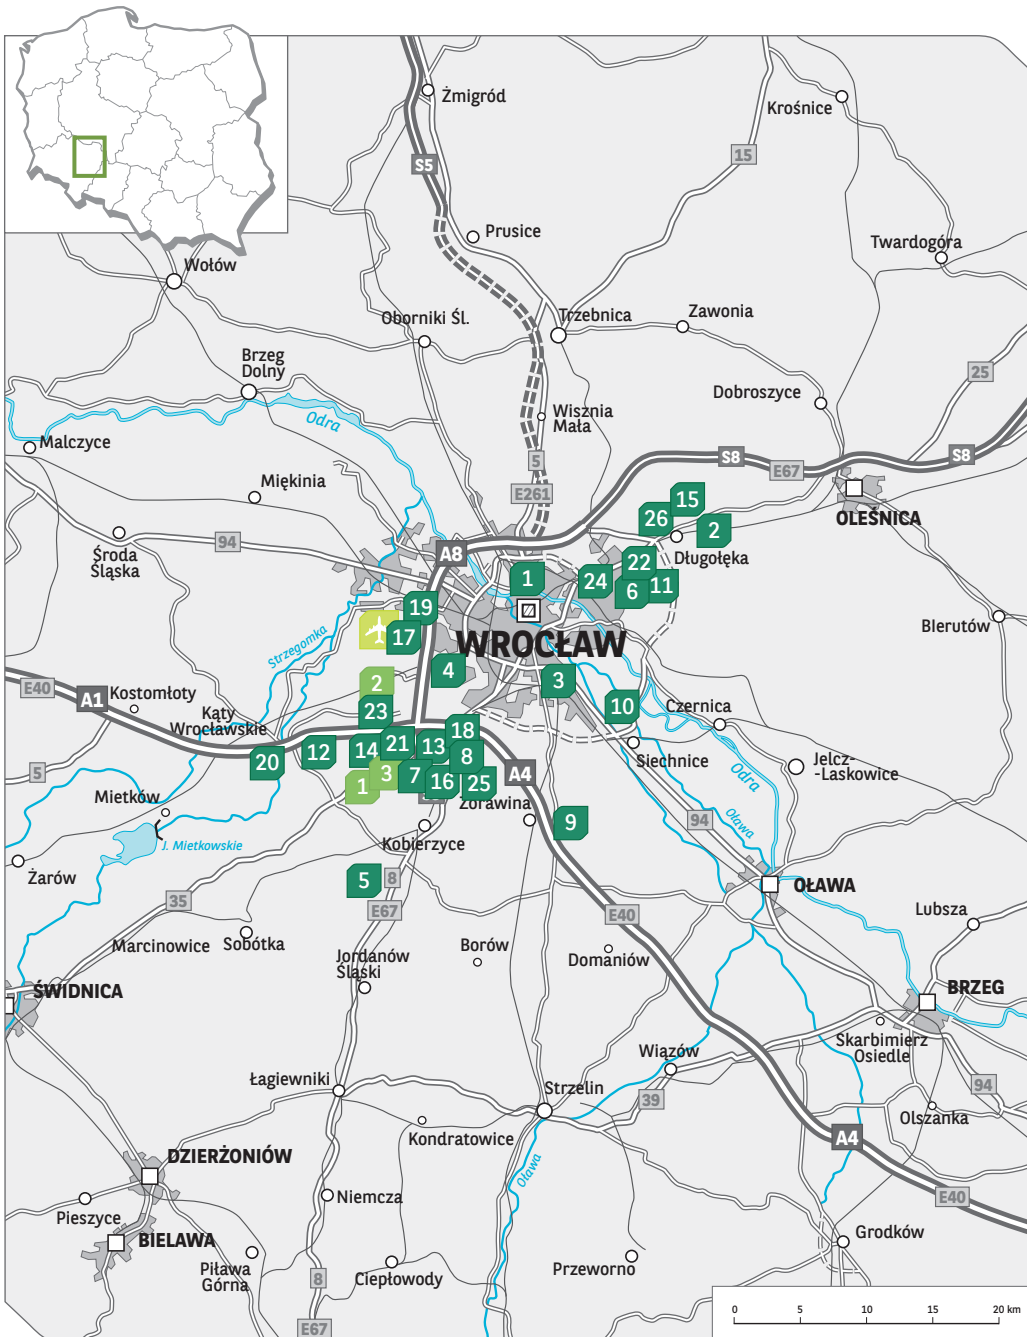 Żmigród
Krośnice
S5
15
Prusice
Twardogóra
Wołów
Oborniki Śl.
Trzebnica
Zawonia
Brzeg
Dolny
25
Dobroszyce
Odra
Wisznia
Mała
Malczyce
5
S8
E67
S8
Miękinia
E261
15
OLEŚNICA
26
2
Środa
Śląska
94
A8
Długołęka
22
1
24
6
11
19
17
WROCŁAW
Bierutów
Strzegomka
4
2
3
E40
A1
Kostomłoty
Kąty
Wrocławskie
23
10
Czernica
18
12
14
21
13
8
Siechnice
20
5
3
7
16
25
A4
Jelcz-
-Laskowice
1
Odra
Mietków
Żórawina
9
94
Oława
J. Mietkowskie
Kobierzyce
Żarów
5
8
OŁAWA
35
E67
E40
Lubsza
Marcinowice
Sobótka
Borów
Domaniów
Jordanów
Śląski
ŚWIDNICA
BRZEG
Skarbimierz
Osiedle
Wiązów
Łagiewniki
Strzelin
94
39
Olszanka
Kondratowice
A4
DZIERŻONIÓW
Oława
Niemcza
E40
Pieszyce
BIELAWA
Grodków
Piława
Górna
Ciepłowody
Przeworno
8
E67
0
5
10
15
20 km